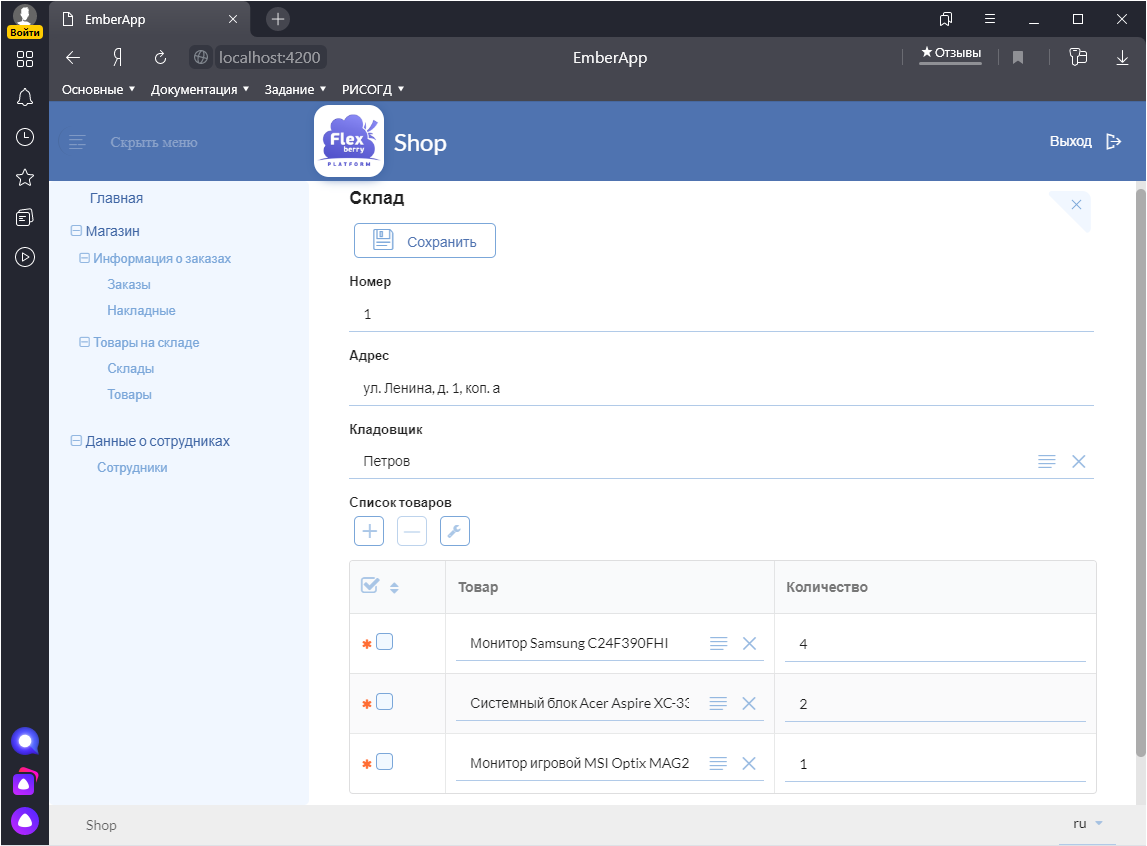 EmberApp
Войти
localhost:4200
EmberApp
Отзывы
Основные
Документация
Задание
РИСОГД
Скрыть меню
Flex
berry
PLATFORM
Shop
Выход
Главная
Магазин
Информация о заказах
Заказы
Накладные
Товары на складе
Склады
Товары
Данные о сотрудниках
Сотрудники
Склад
Сохранить
Номер
1
Адрес
ул. Ленина, д. 1, коп. а
Кладовщик
Петров
Список товаров
Товар
Количество
Монитор Samsung C24F390FHI
4
Системный блок Acer Aspire XC-33
2
Монитор игровой MSI Optix MAG2
1
Shop
ru